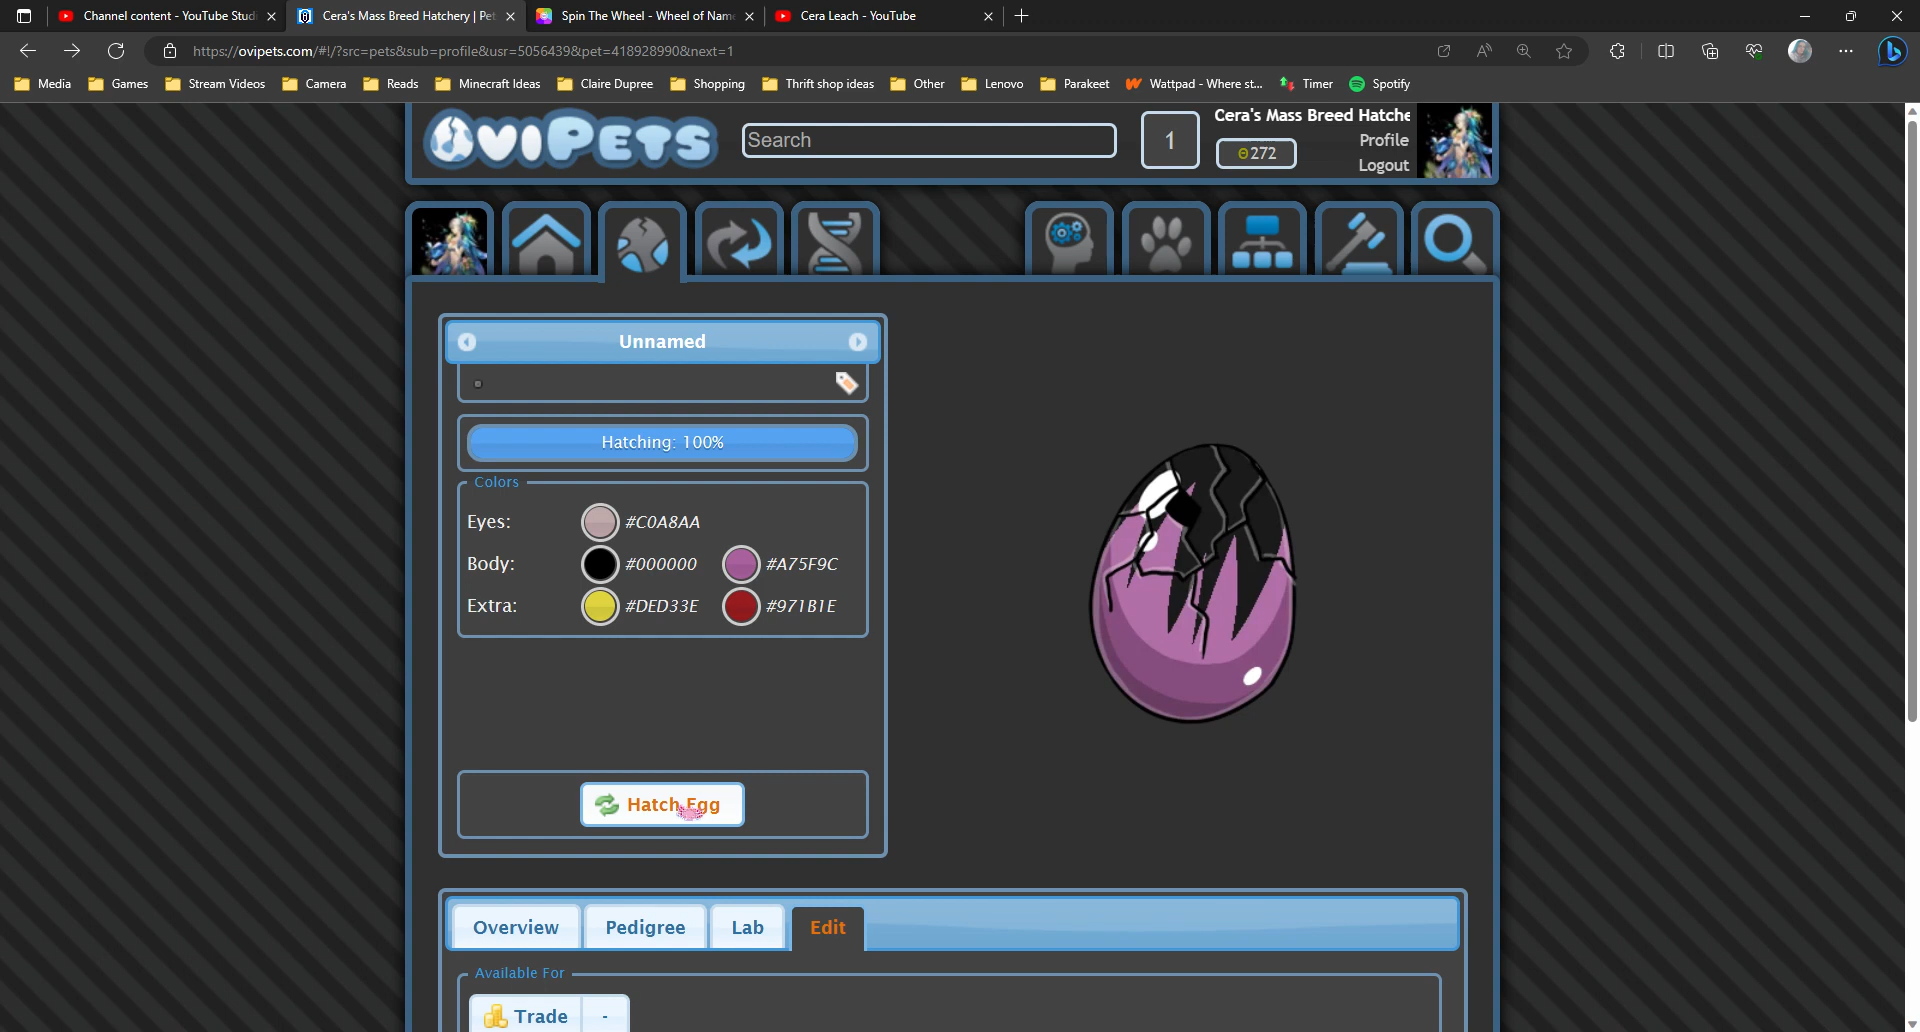 Channel content - YouTube Studi
Cera's Mass Breed Hatchery | Pet
Spin The Wheel - Wheel of Name
Cera Leach - YouTube
https://ovipets.com/#!/?src=pets&sub=profile&usr=5056439&pet=418928990&next=1
Media
Games
Stream Videos
Camera
Reads
Minecraft Ideas
Claire Dupree
Shopping
Thrift shop ideas
Other
Lenovo
Parakeet
Wattpad - Where st...
Timer
Spotify
OviPets
Search
1
Cera's Mass Breed Hatche
272
Profile
Logout
Unnamed
Hatching: 100%
Colors
Eyes: #C0A8AA
Body: #000000 #A75F9C
Extra: #DED33E #971B1E
Hatch Egg
Overview
Pedigree
Lab
Edit
Available For
Trade -